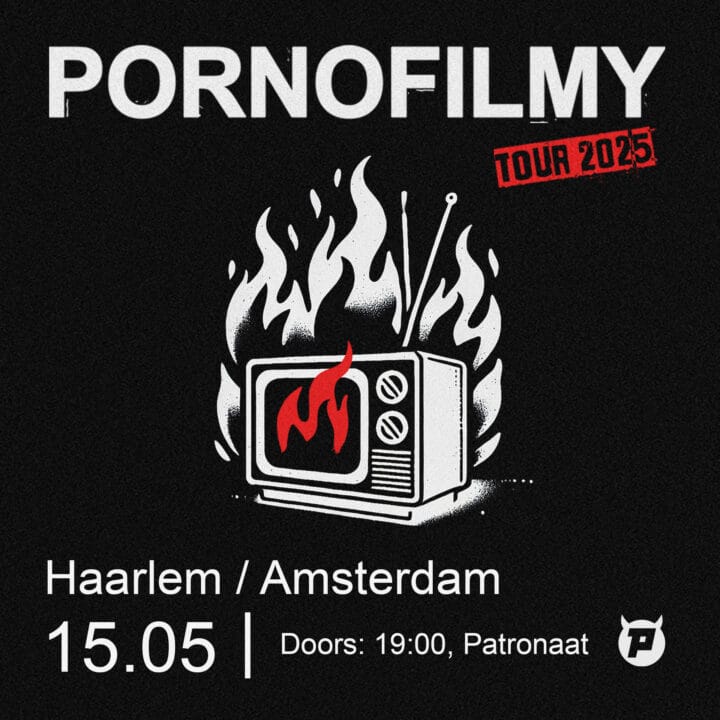 PORNOFILMY
TOUR 2025
Haarlem / Amsterdam
15.05 | Doors: 19:00, Patronaat P